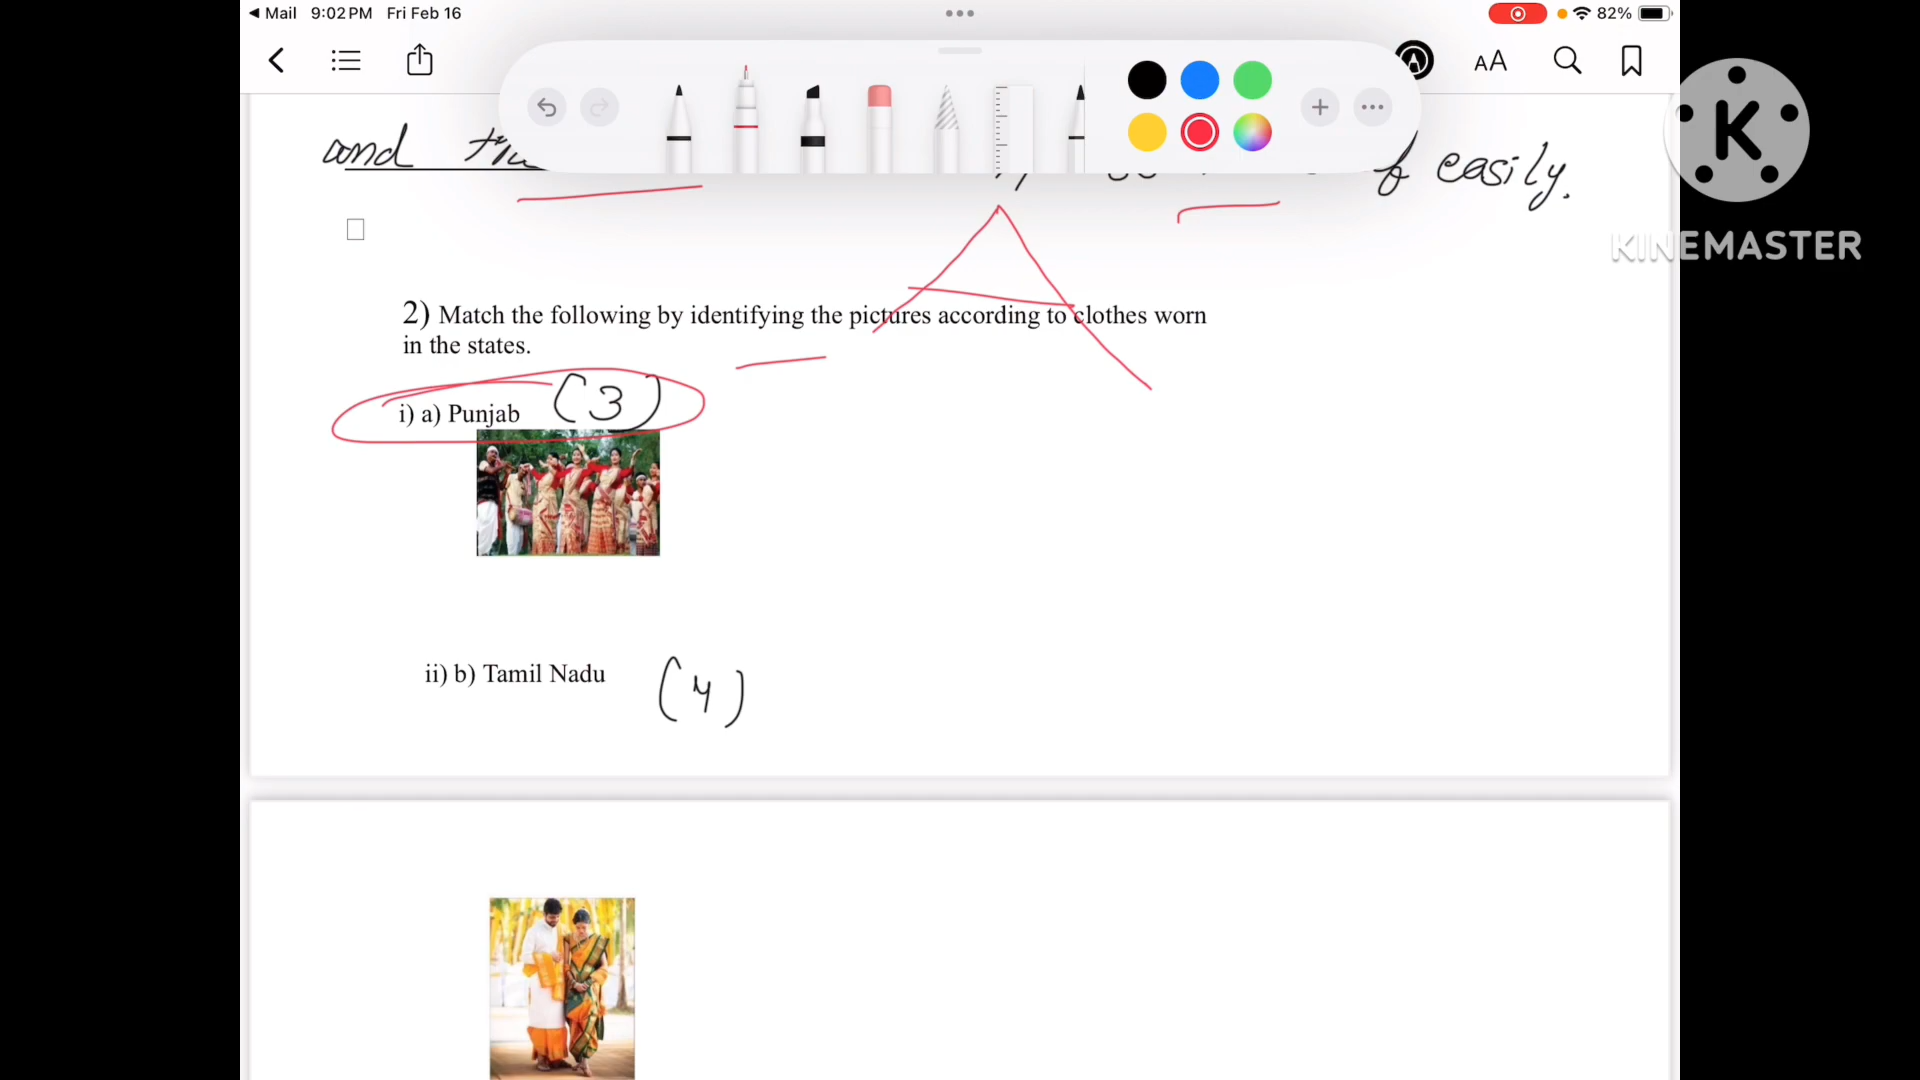 Mail 9:02 PM Fri Feb 16
82%
AA
K
KINEMASTER
and
easily.
2) Match the following by identifying the pictures according to clothes worn
in the states.
i) a) Punjab (3)
ii) b) Tamil Nadu (4)